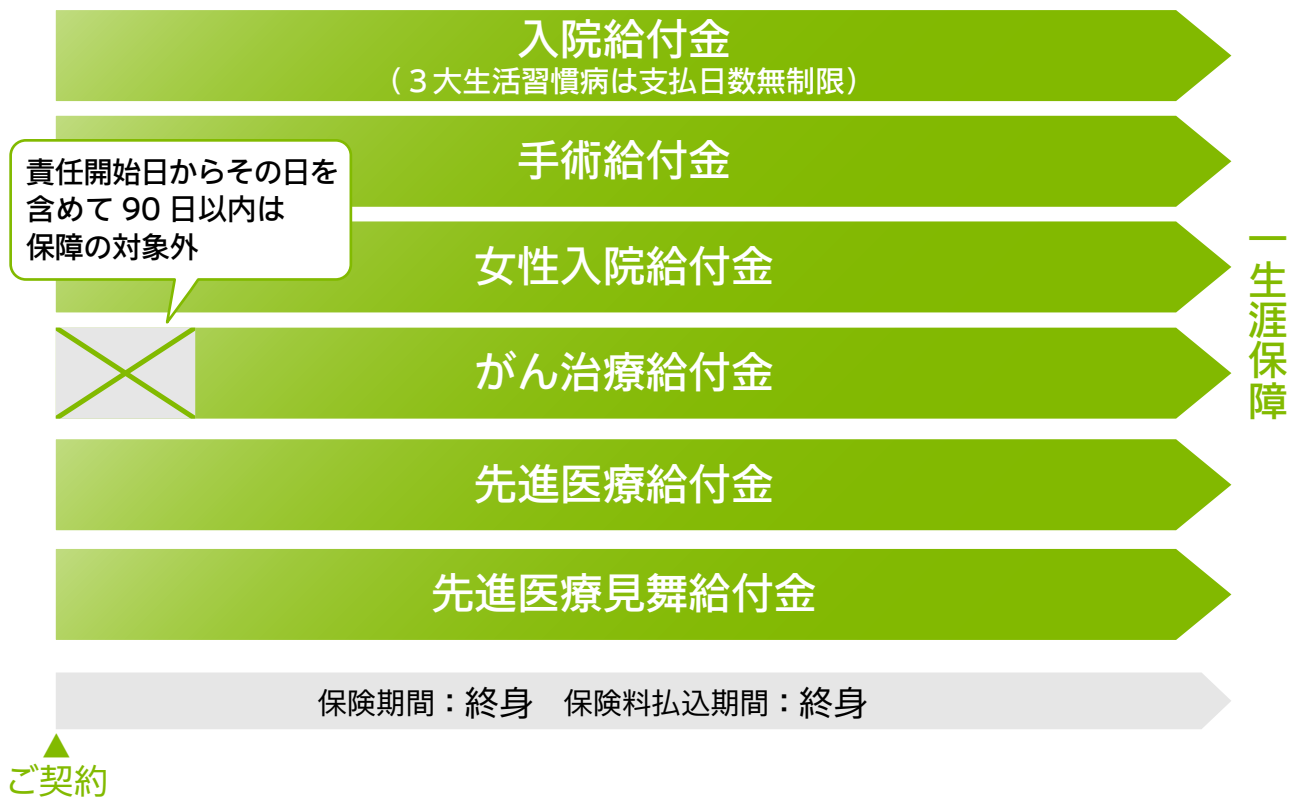 入院給付金
（３大生活習慣病は支払日数無制限）
手術給付金
責任開始日からその日を
含めて 90 日以内は
保障の対象外
女性入院給付金
がん治療給付金
先進医療給付金
先進医療見舞給付金
一生涯保障
保険期間：終身　保険料払込期間：終身
ご契約